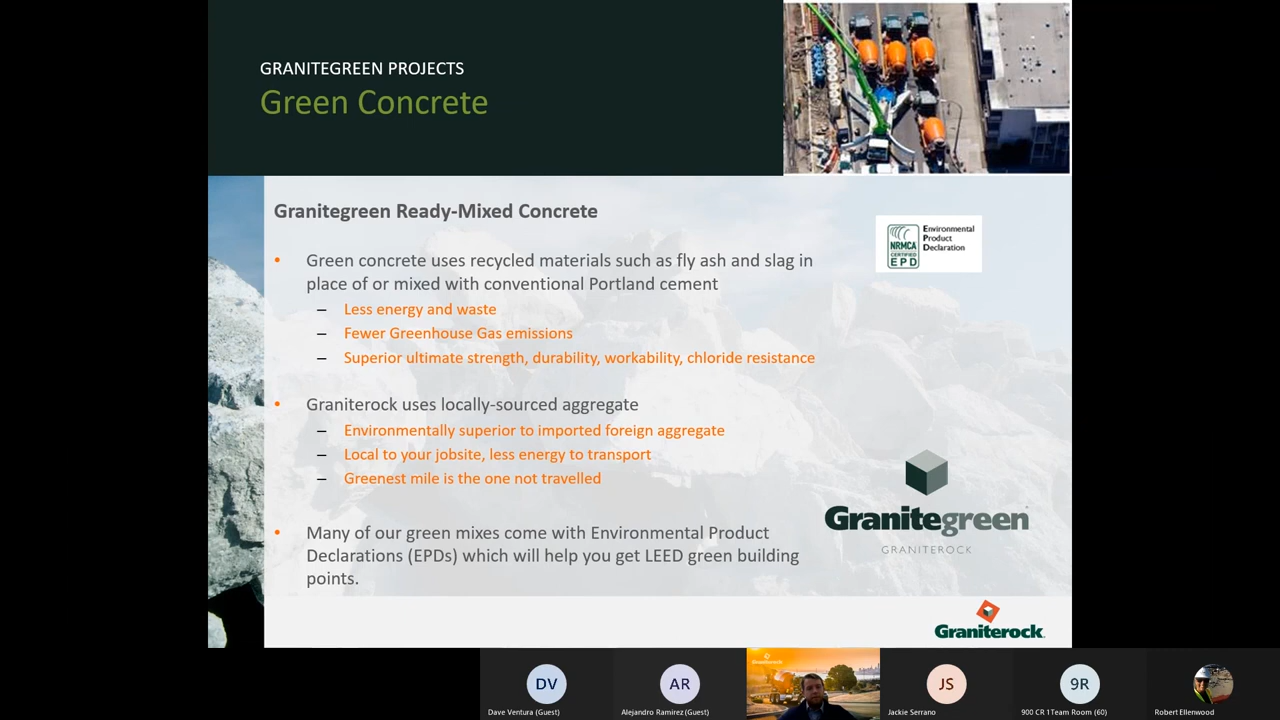 GRANITEGREEN PROJECTS
Green Concrete
Granitegreen Ready-Mixed Concrete
• Green concrete uses recycled materials such as fly ash and slag in
place of or mixed with conventional Portland cement
– Less energy and waste
– Fewer Greenhouse Gas emissions
– Superior ultimate strength, durability, workability, chloride resistance
• Graniterock uses locally-sourced aggregate
– Environmentally superior to imported foreign aggregate
– Local to your jobsite, less energy to transport
– Greenest mile is the one not travelled
• Many of our green mixes come with Environmental Product
Declarations (EPDs) which will help you get LEED green building
points.
NRMCA
CERTIFIED
EPD
Environmental
Product
Declaration
Granitegreen
GRANITEROCK
Graniterock
DV
Dave Ventura (Guest)
AR
Alejandro Ramirez (Guest)
Graniterock
JS
Jackie Serrano
9R
900 CR 1Team Room (60)
Robert Ellenwood